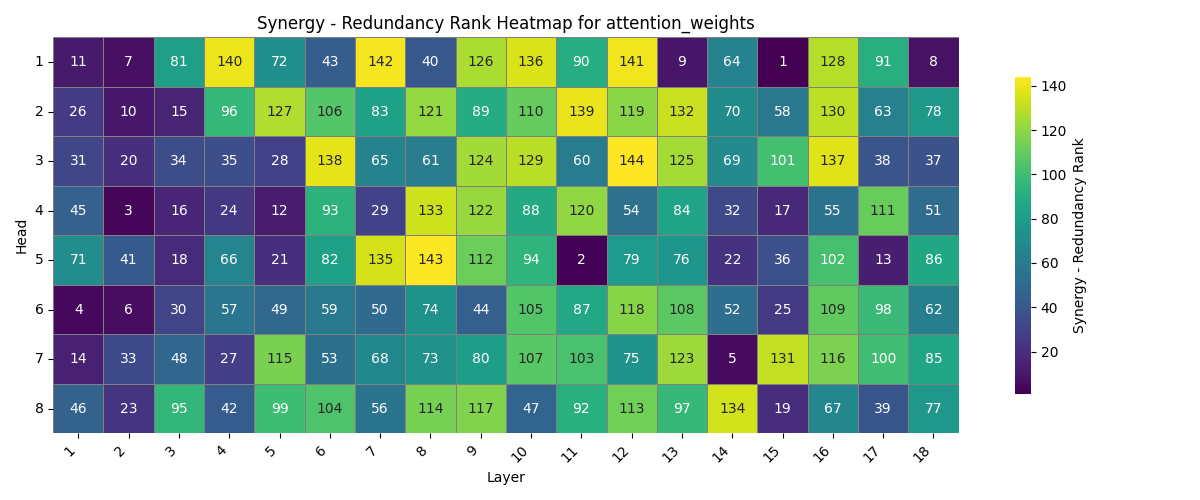 Synergy - Redundancy Rank Heatmap for attention_weights
1 11 7 81 140 72 43 142 40 126 136 90 141 9 64 1 128 91 8
2 26 10 15 96 127 106 83 121 89 110 139 119 132 70 58 130 63 78
3 31 20 34 35 28 138 65 61 124 129 60 144 125 69 101 137 38 37
4 45 3 16 24 12 93 29 133 122 88 120 54 84 32 17 55 111 51
5 71 41 18 66 21 82 135 143 112 94 2 79 76 22 36 102 13 86
6 4 6 30 57 49 59 50 74 44 105 87 118 108 52 25 109 98 62
7 14 33 48 27 115 53 68 73 80 107 103 75 123 5 131 116 100 85
8 46 23 95 42 99 104 56 114 117 47 92 113 97 134 19 67 39 77
1 2 3 4 5 6 7 8 9 10 11 12 13 14 15 16 17 18
Layer
Head
140
120
100
80
60
40
20
Synergy - Redundancy Rank